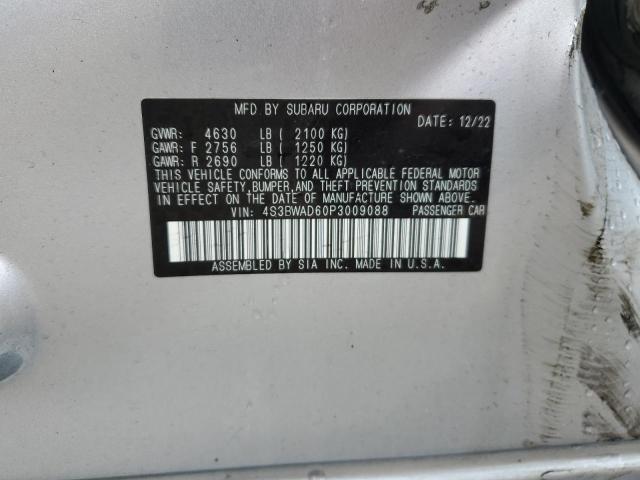 MFD BY SUBARU CORPORATION
DATE: 12/22
GVWR: 4630 LB ( 2100 KG)
GAWR: F 2756 LB ( 1250 KG)
GAWR: R 2690 LB ( 1220 KG)
THIS VEHICLE CONFORMS TO ALL APPLICABLE FEDERAL MOTOR
VEHICLE SAFETY, BUMPER, AND THEFT PREVENTION STANDARDS
IN EFFECT ON THE DATE OF MANUFACTURE SHOWN ABOVE.
VIN: 4S3BWAD60P3009088 PASSENGER CAR
ASSEMBLED BY SIA INC. MADE IN U.S.A.